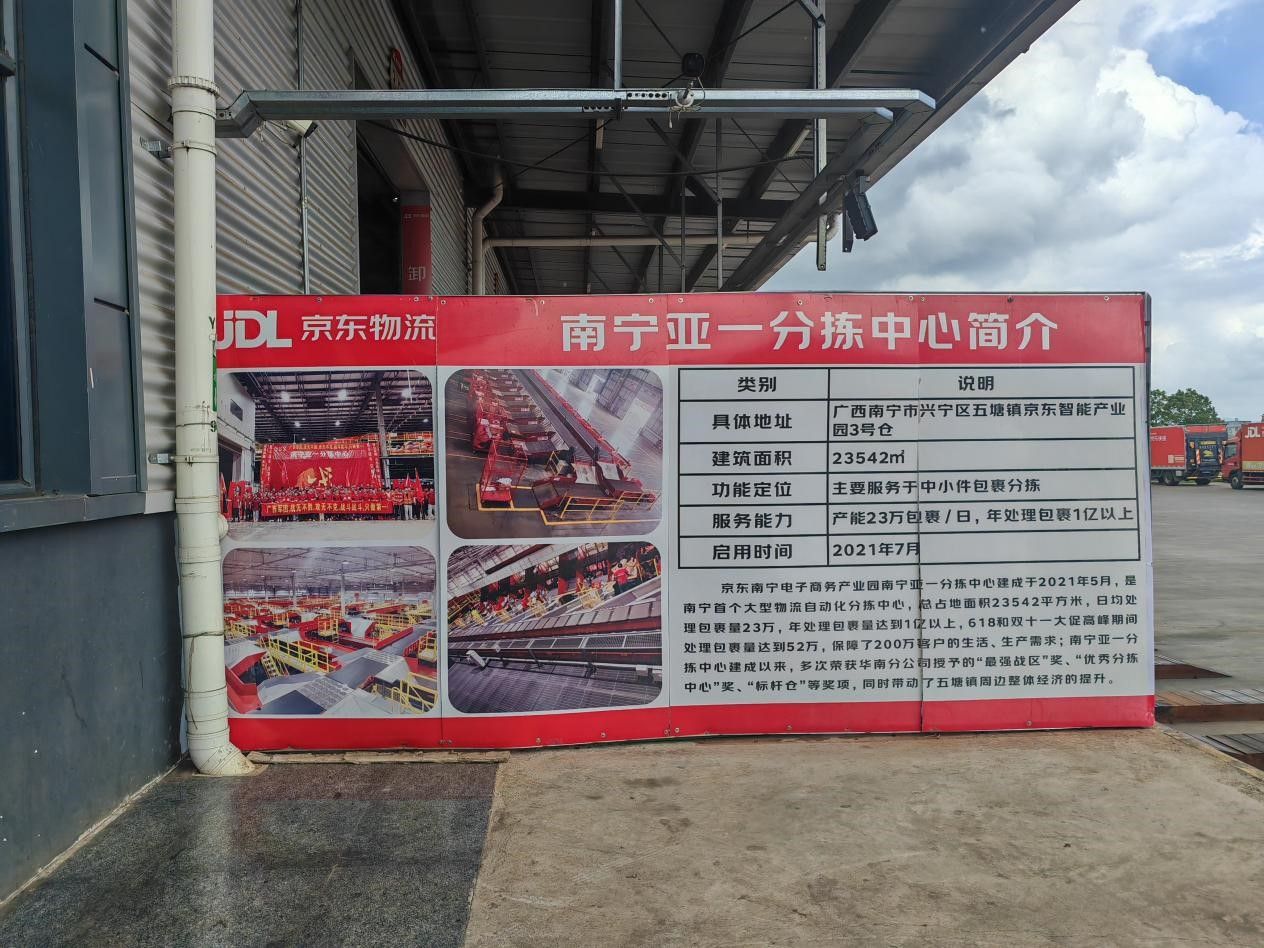 卸
JDL 京东物流
南宁亚一分拣中心简介
类别 说明
具体地址 广西南宁市兴宁区五塘镇京东智能产业
园3号仓
建筑面积 23542㎡
功能定位 主要服务于中小件包裹分拣
服务能力 产能23万包裹/日，年处理包裹1亿以上
启用时间 2021年7月
京东南宁电子商务产业园南宁亚一分拣中心建成于2021年5月，是
南宁首个大型物流自动化分拣中心，总占地面积23542平方米，日均处
理包裹量23万，年处理包裹量达到1亿以上，618和双十一大促高峰期间
处理包裹量达到52万，保障了200万客户的生活、生产需求；南宁亚一分
拣中心建成以来，多次荣获华南分公司授予的“最强战区”奖、“优秀分拣
中心”奖、“标杆仓”等奖项，同时带动了五塘镇周边整体经济的提升。
南宁亚一分拣中心
JDL